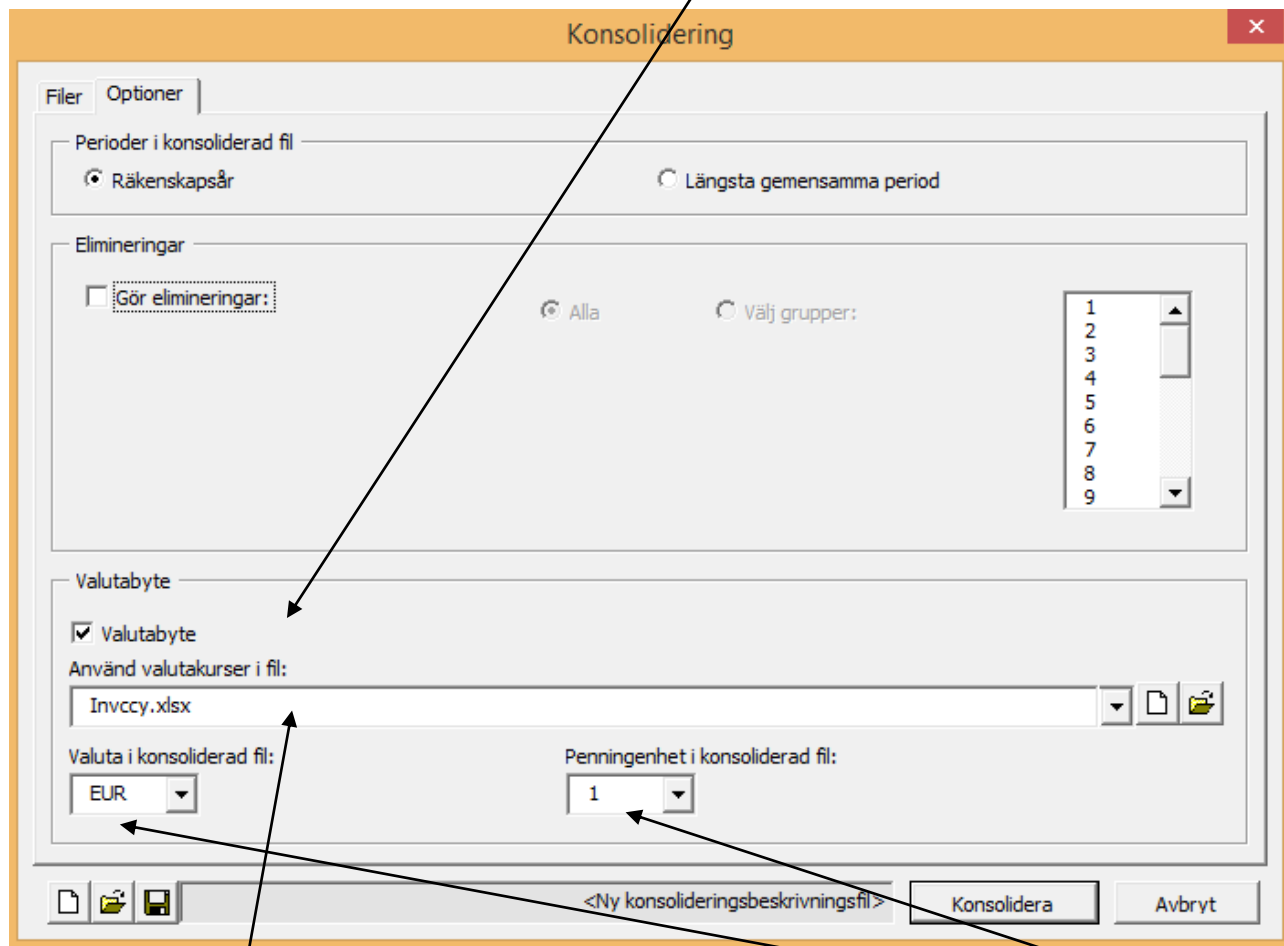 Konsolidering
Filer Optioner
Perioder i konsoliderad fil
Räkenskapsår Längsta gemensamma period
Elimineringar
Gör elimineringar: Alla Välj grupper:
1
2
3
4
5
6
7
8
9
Valutabyte
Valutabyte
Använd valutakurser i fil:
Invccy.xlsx
Valuta i konsoliderad fil: Penningenhet i konsoliderad fil:
EUR 1
<Ny konsolideringsbeskrivningsfil> Konsolidera Avbryt